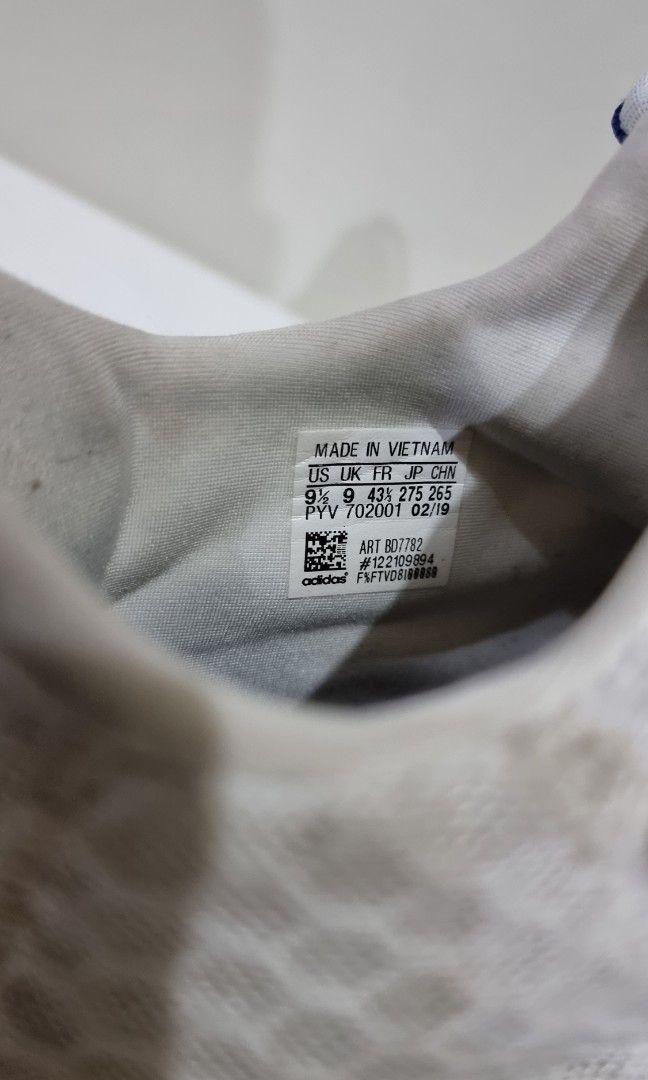 MADE IN VIETNAM
US UK FR JP CHN
9½ 9 43⅓ 275 265
PYV 702001 02/19
ART BD7782
#122109894
adidas